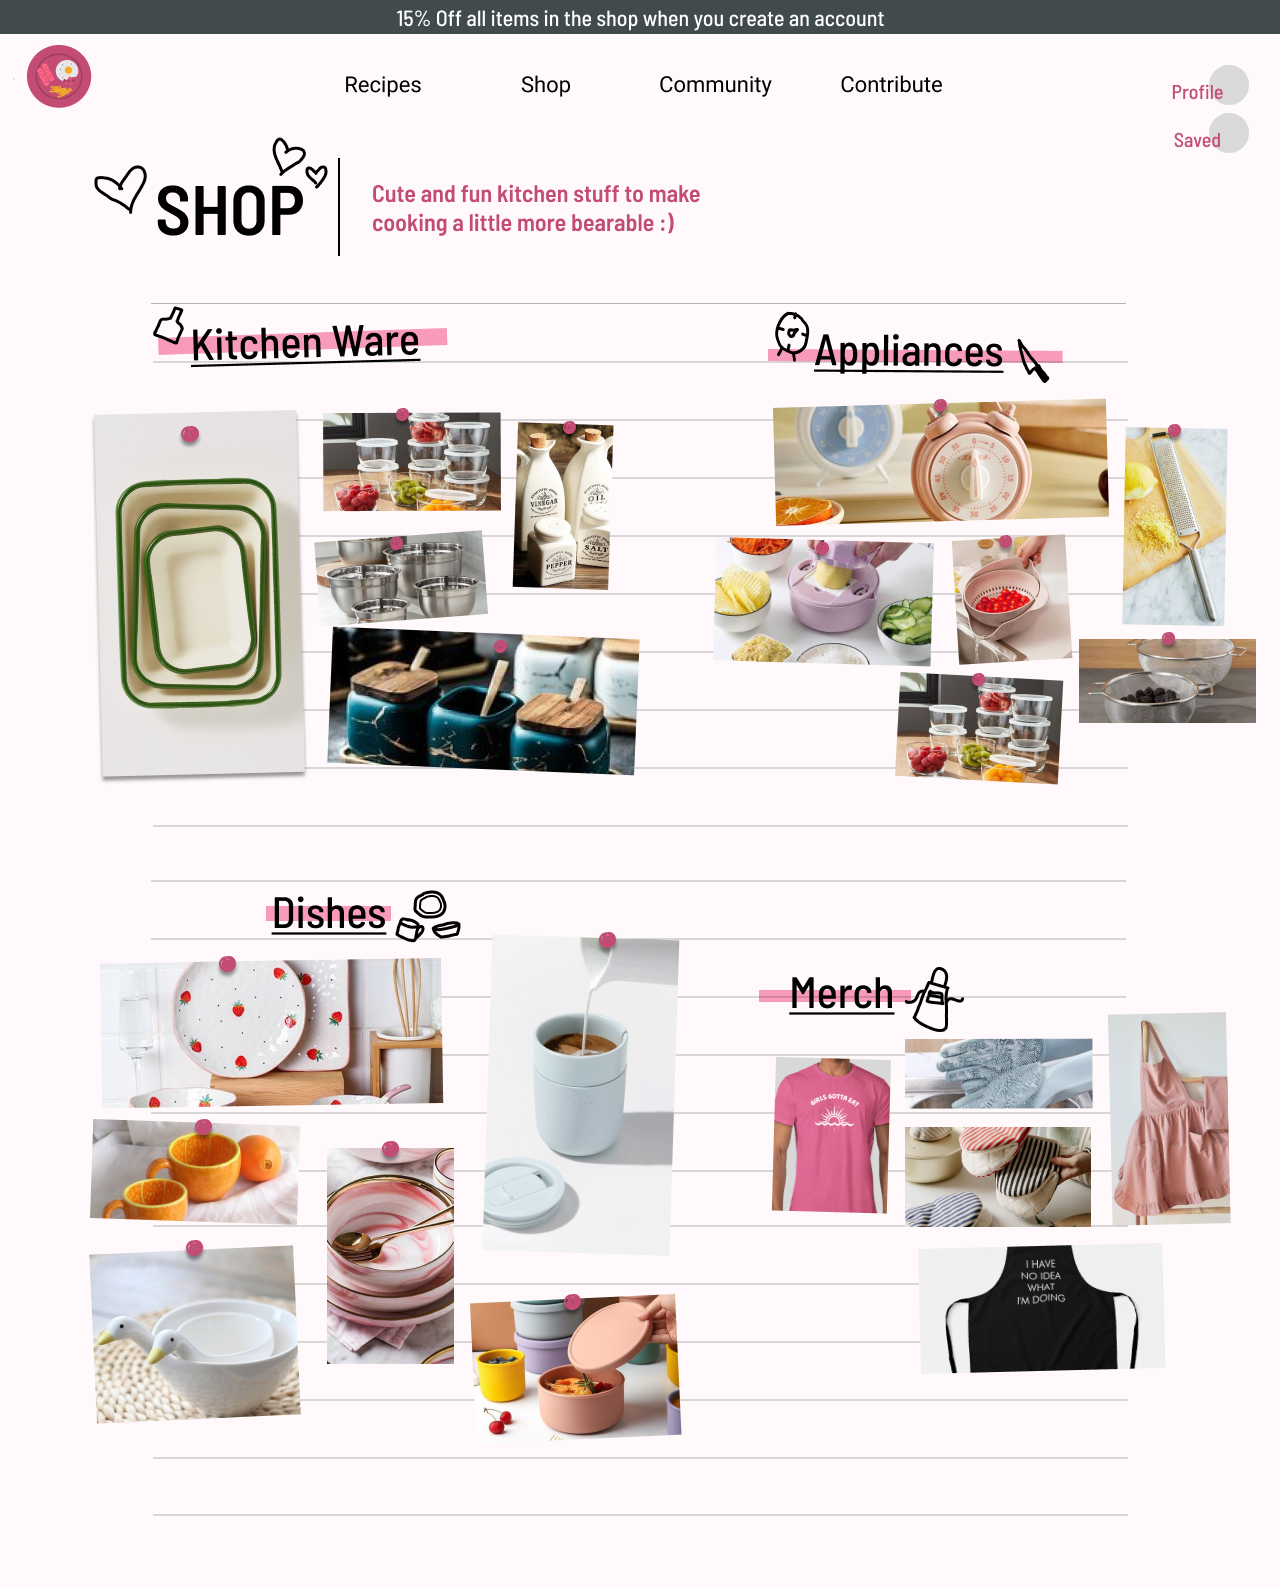 15% Off all items in the shop when you create an account
Recipes
Shop
Community
Contribute
Profile
Saved
SHOP
Cute and fun kitchen stuff to make
cooking a little more bearable :)
Kitchen Ware
Appliances
VINEGAR
OIL
SALT
PEPPER
Dishes
Merch
GIRLS GOTTA EAT
I HAVE
NO IDEA
WHAT
I'M DOING